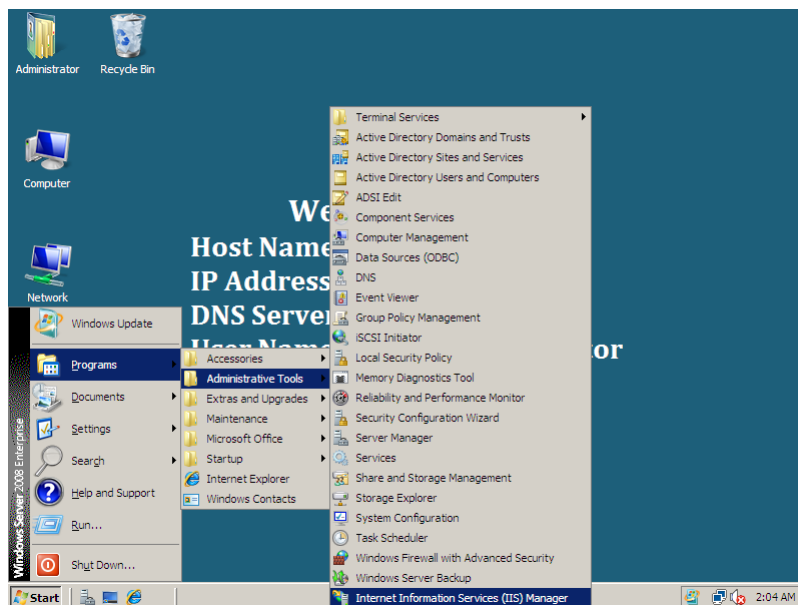 Administrator
Recycle Bin
Computer
Network
We
Host Name
IP Address
DNS Server
User Name
tor
Windows Update
Programs
Documents
Settings
Search
Help and Support
Run...
Shut Down...
Windows Server 2008 Enterprise
Accessories
Administrative Tools
Extras and Upgrades
Maintenance
Microsoft Office
Startup
Internet Explorer
Windows Contacts
Terminal Services
Active Directory Domains and Trusts
Active Directory Sites and Services
Active Directory Users and Computers
ADSI Edit
Component Services
Computer Management
Data Sources (ODBC)
DNS
Event Viewer
Group Policy Management
iSCSI Initiator
Local Security Policy
Memory Diagnostics Tool
Reliability and Performance Monitor
Security Configuration Wizard
Server Manager
Services
Share and Storage Management
Storage Explorer
System Configuration
Task Scheduler
Windows Firewall with Advanced Security
Windows Server Backup
Internet Information Services (IIS) Manager
Start
2:04 AM